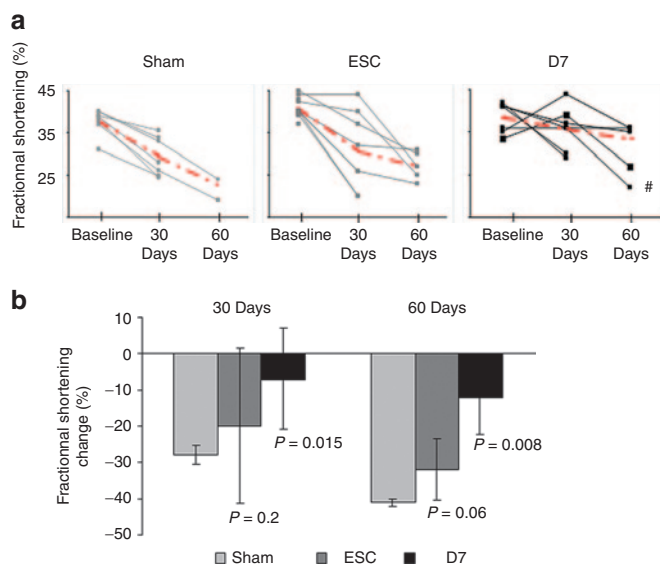 a
Sham ESC D7
Fractionnal shortening (%)
45
35
25
#
Baseline 30 60 Baseline 30 60 Baseline 30 60
Days Days Days Days Days Days
b
30 Days 60 Days
Fractionnal shortening
change (%)
10
0
–10
–20
–30
–40
–50
P = 0.015
P = 0.2
P = 0.008
P = 0.06
Sham ESC D7